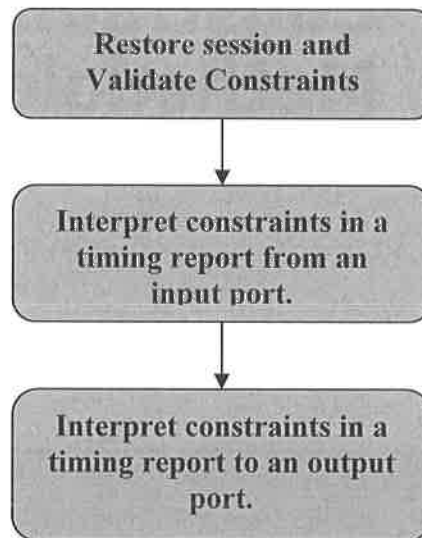 Restore session and
Validate Constraints
Interpret constraints in a
timing report from an
input port.
Interpret constraints in a
timing report to an output
port.